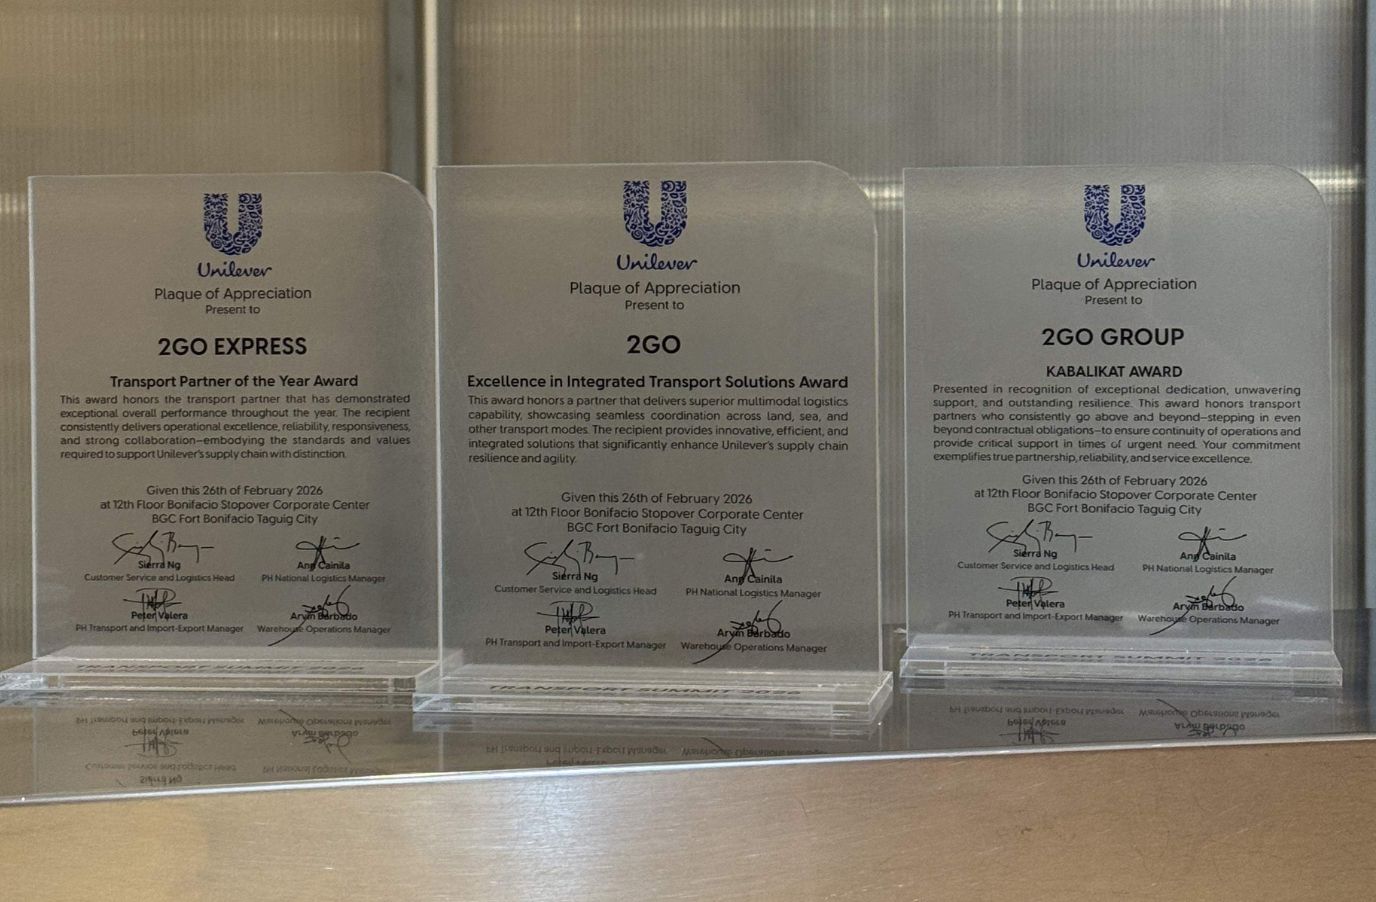 Unilever
Plaque of Appreciation
Present to
2GO EXPRESS
Transport Partner of the Year Award
This award honors the transport partner that has demonstrated
exceptional overall performance throughout the year. The recipient
consistently delivers operational excellence, reliability, responsiveness,
and strong collaboration—embodying the standards and values
required to support Unilever's supply chain with distinction.
Given this 26th of February 2026
at 12th Floor Bonifacio Stopover Corporate Center
BGC Fort Bonifacio Taguig City
Sierra Ng
Customer Service and Logistics Head
Ann Cainila
PH National Logistics Manager
Peter Valera
PH Transport and Import-Export Manager
Arvin Barbado
Warehouse Operations Manager
TRANSPORT SUMMIT 2026
Unilever
Plaque of Appreciation
Present to
2GO
Excellence in Integrated Transport Solutions Award
This award honors a partner that delivers superior multimodal logistics
capability, showcasing seamless coordination across land, sea, and
other transport modes. The recipient provides innovative, efficient, and
integrated solutions that significantly enhance Unilever's supply chain
resilience and agility.
Given this 26th of February 2026
at 12th Floor Bonifacio Stopover Corporate Center
BGC Fort Bonifacio Taguig City
Sierra Ng
Customer Service and Logistics Head
Ann Cainila
PH National Logistics Manager
Peter Valera
PH Transport and Import-Export Manager
Arvin Barbado
Warehouse Operations Manager
TRANSPORT SUMMIT 2026
Unilever
Plaque of Appreciation
Present to
2GO GROUP
KABALIKAT AWARD
Presented in recognition of exceptional dedication, unwavering
support, and outstanding resilience. This award honors transport
partners who consistently go above and beyond—stepping in even
beyond contractual obligations—to ensure continuity of operations and
provide critical support in times of urgent need. Your commitment
exemplifies true partnership, reliability, and service excellence.
Given this 26th of February 2026
at 12th Floor Bonifacio Stopover Corporate Center
BGC Fort Bonifacio Taguig City
Sierra Ng
Customer Service and Logistics Head
Ann Cainila
PH National Logistics Manager
Peter Valera
PH Transport and Import-Export Manager
Arvin Barbado
Warehouse Operations Manager
TRANSPORT SUMMIT 2026